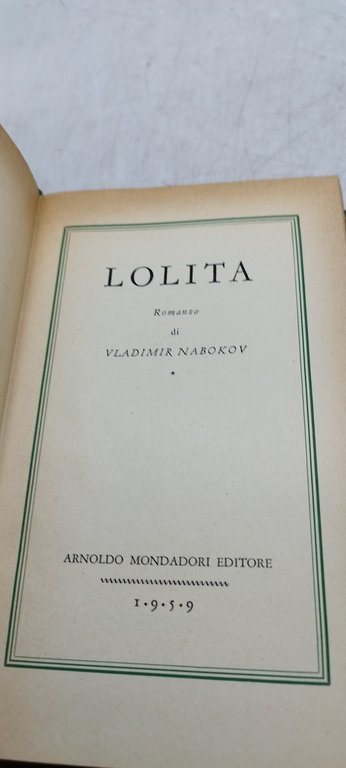 LOLITA
Romanzo
di
VLADIMIR NABOKOV
*
ARNOLDO MONDADORI EDITORE
1•9•5•9